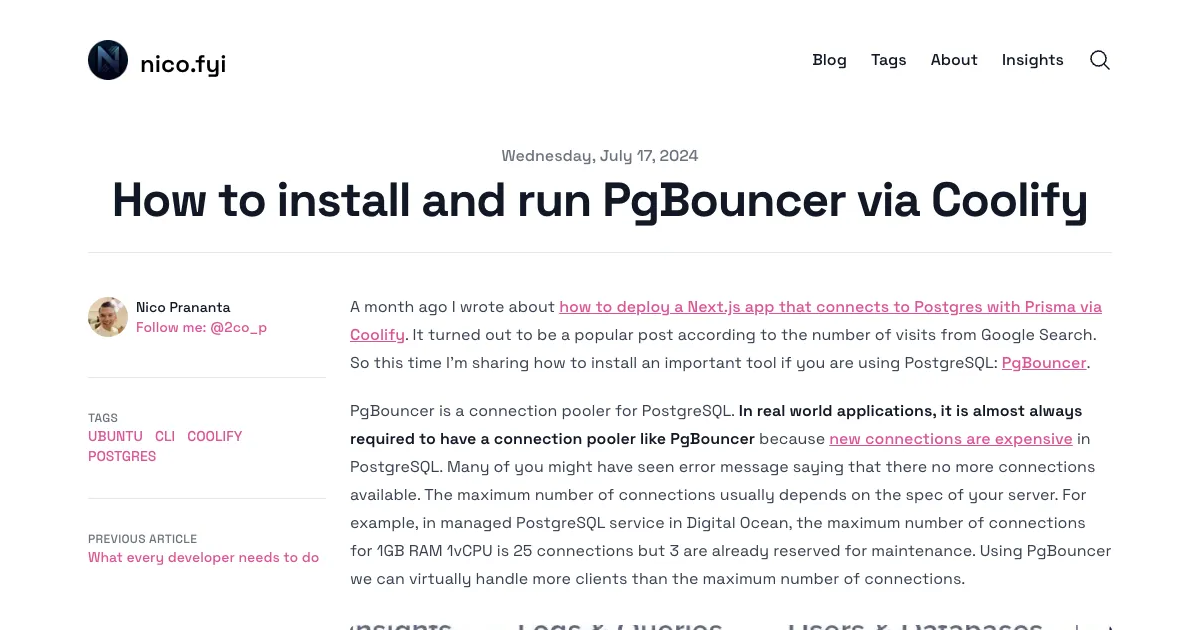 nico.fyi
Blog Tags About Insights
Wednesday, July 17, 2024
How to install and run PgBouncer via Coolify
Nico Prananta
Follow me: @2co_p
TAGS
UBUNTU CLI COOLIFY
POSTGRES
PREVIOUS ARTICLE
What every developer needs to do
A month ago I wrote about how to deploy a Next.js app that connects to Postgres with Prisma via
Coolify. It turned out to be a popular post according to the number of visits from Google Search.
So this time I'm sharing how to install an important tool if you are using PostgreSQL: PgBouncer.
PgBouncer is a connection pooler for PostgreSQL. In real world applications, it is almost always
required to have a connection pooler like PgBouncer because new connections are expensive in
PostgreSQL. Many of you might have seen error message saying that there no more connections
available. The maximum number of connections usually depends on the spec of your server. For
example, in managed PostgreSQL service in Digital Ocean, the maximum number of connections
for 1GB RAM 1vCPU is 25 connections but 3 are already reserved for maintenance. Using PgBouncer
we can virtually handle more clients than the maximum number of connections.
Insights Logs & Queries Users & Databases